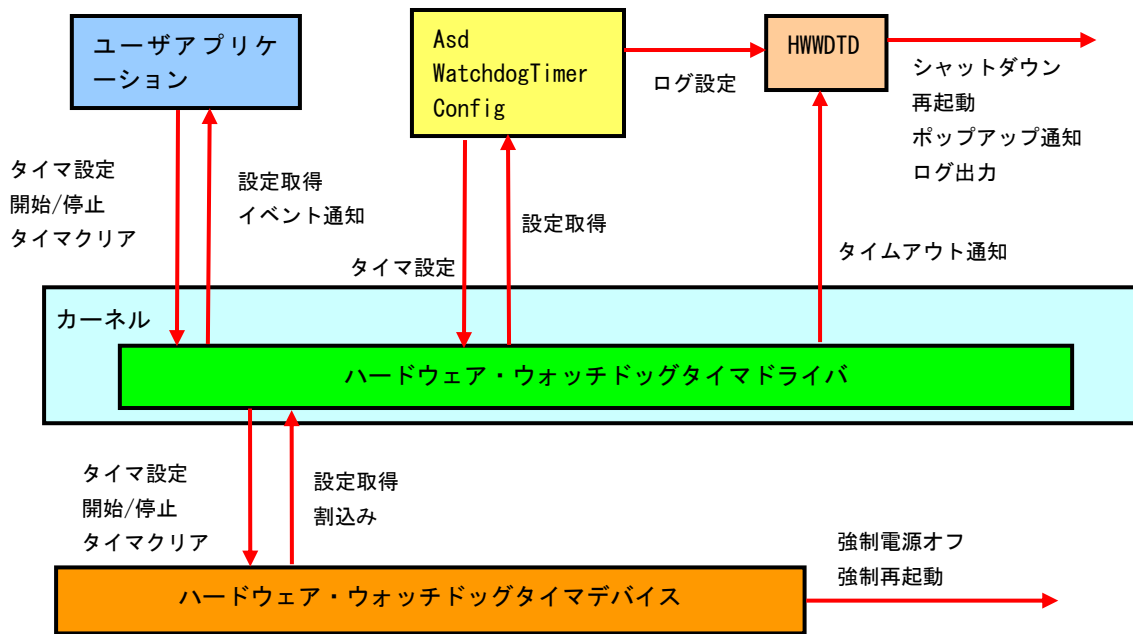 ユーザアプリケ
ーション
Asd
WatchdogTimer
Config
HWWDTD
ログ設定
シャットダウン
再起動
ポップアップ通知
ログ出力
タイマ設定
開始/停止
タイマクリア
設定取得
イベント通知
タイマ設定
設定取得
タイムアウト通知
カーネル
ハードウェア・ウォッチドッグタイマドライバ
タイマ設定
開始/停止
タイマクリア
設定取得
割込み
強制電源オフ
強制再起動
ハードウェア・ウォッチドッグタイマデバイス